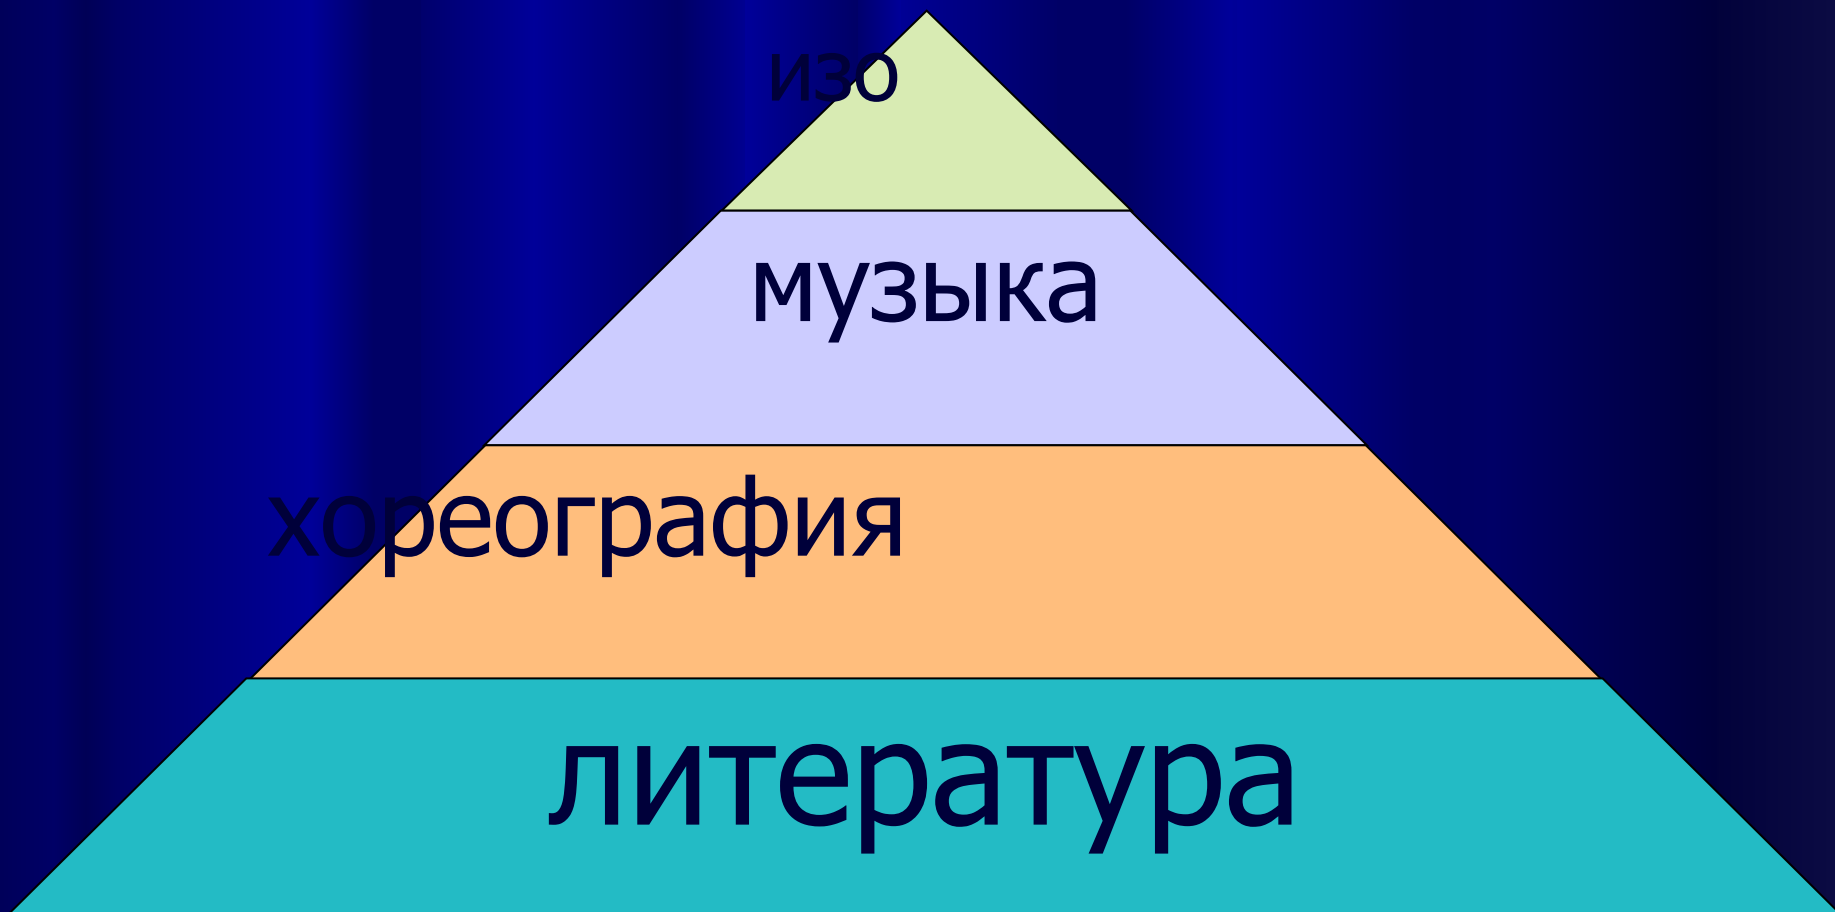 изо
музыка
хореография
литература